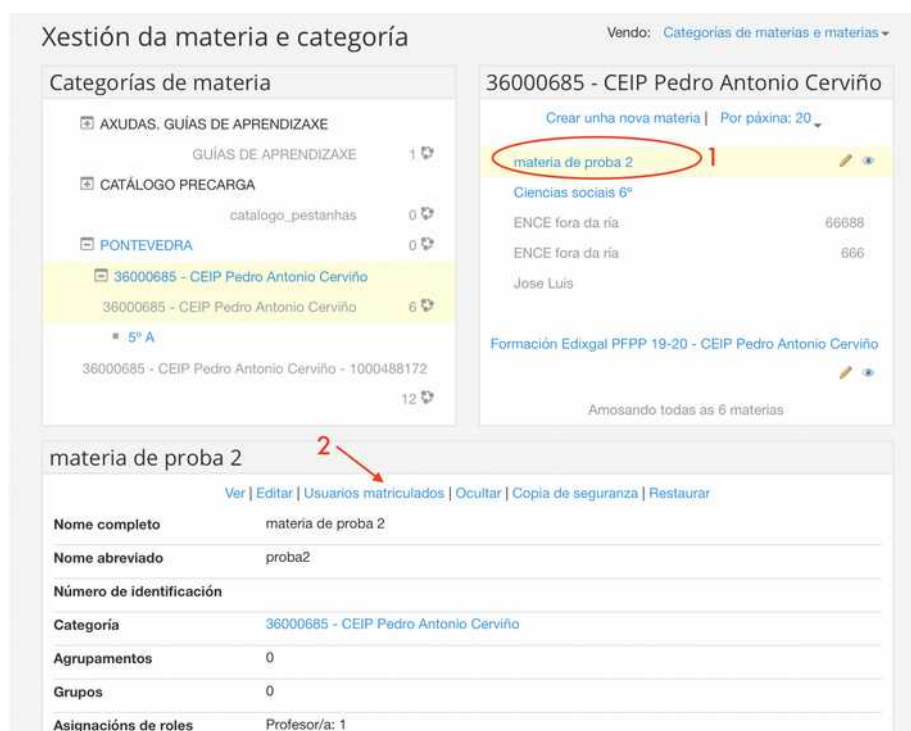 Xestión da materia e categoría
Vendo: Categorías de materias e materias
Categorías de materia
AXUDAS. GUÍAS DE APRENDIZAXE
GUÍAS DE APRENDIZAXE 1
CATÁLOGO PRECARGA
catalogo_pestanhas 0
PONTEVEDRA 0
36000685 - CEIP Pedro Antonio Cerviño
36000685 - CEIP Pedro Antonio Cerviño 6
5º A
36000685 - CEIP Pedro Antonio Cerviño - 1000488172
12
36000685 - CEIP Pedro Antonio Cerviño
Crear unha nova materia | Por páxina: 20
materia de proba 2 1
Ciencias sociais 6º
ENCE fora da ría 66688
ENCE fora da ría 666
Jose Luis
Formación Edixgal PFPP 19-20 - CEIP Pedro Antonio Cerviño
Amosando todas as 6 materias
materia de proba 2
2
Ver | Editar | Usuarios matriculados | Ocultar | Copia de seguranza | Restaurar
Nome completo materia de proba 2
Nome abreviado proba2
Número de identificación
Categoría 36000685 - CEIP Pedro Antonio Cerviño
Agrupamentos 0
Grupos 0
Asignacións de roles Profesor/a: 1